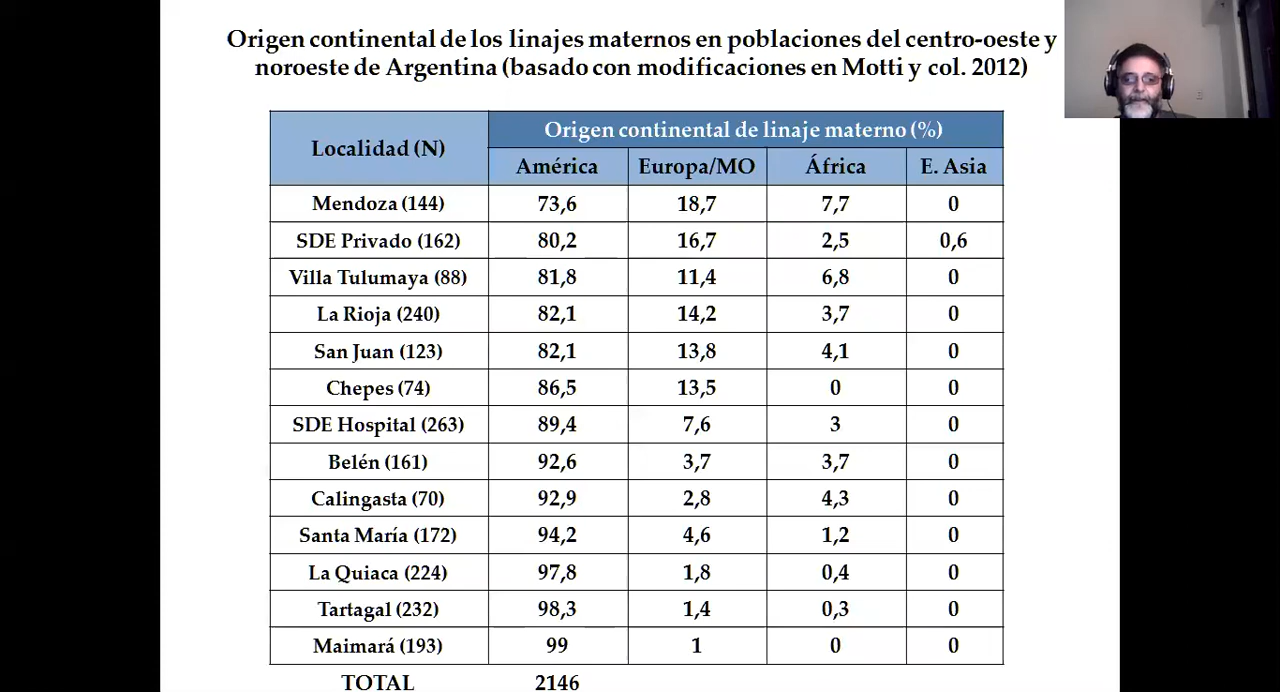 Origen continental de los linajes maternos en poblaciones del centro-oeste y
noroeste de Argentina (basado con modificaciones en Motti y col. 2012)
Localidad (N) Origen continental de linaje materno (%)
América Europa/MO África E. Asia
Mendoza (144) 73,6 18,7 7,7 0
SDE Privado (162) 80,2 16,7 2,5 0,6
Villa Tulumaya (88) 81,8 11,4 6,8 0
La Rioja (240) 82,1 14,2 3,7 0
San Juan (123) 82,1 13,8 4,1 0
Chepes (74) 86,5 13,5 0 0
SDE Hospital (263) 89,4 7,6 3 0
Belén (161) 92,6 3,7 3,7 0
Calingasta (70) 92,9 2,8 4,3 0
Santa María (172) 94,2 4,6 1,2 0
La Quiaca (224) 97,8 1,8 0,4 0
Tartagal (232) 98,3 1,4 0,3 0
Maimará (193) 99 1 0 0
TOTAL 2146